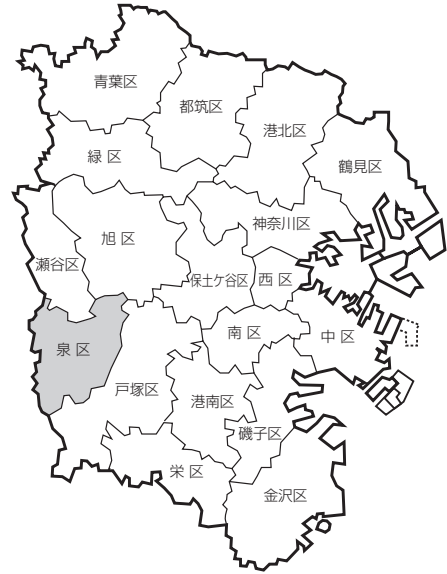 青葉区
都筑区
港北区
緑 区
鶴見区
神奈川区
旭 区
瀬谷区
保土ケ谷区
西 区
南 区
中 区
泉 区
戸塚区
港南区
磯子区
栄 区
金沢区